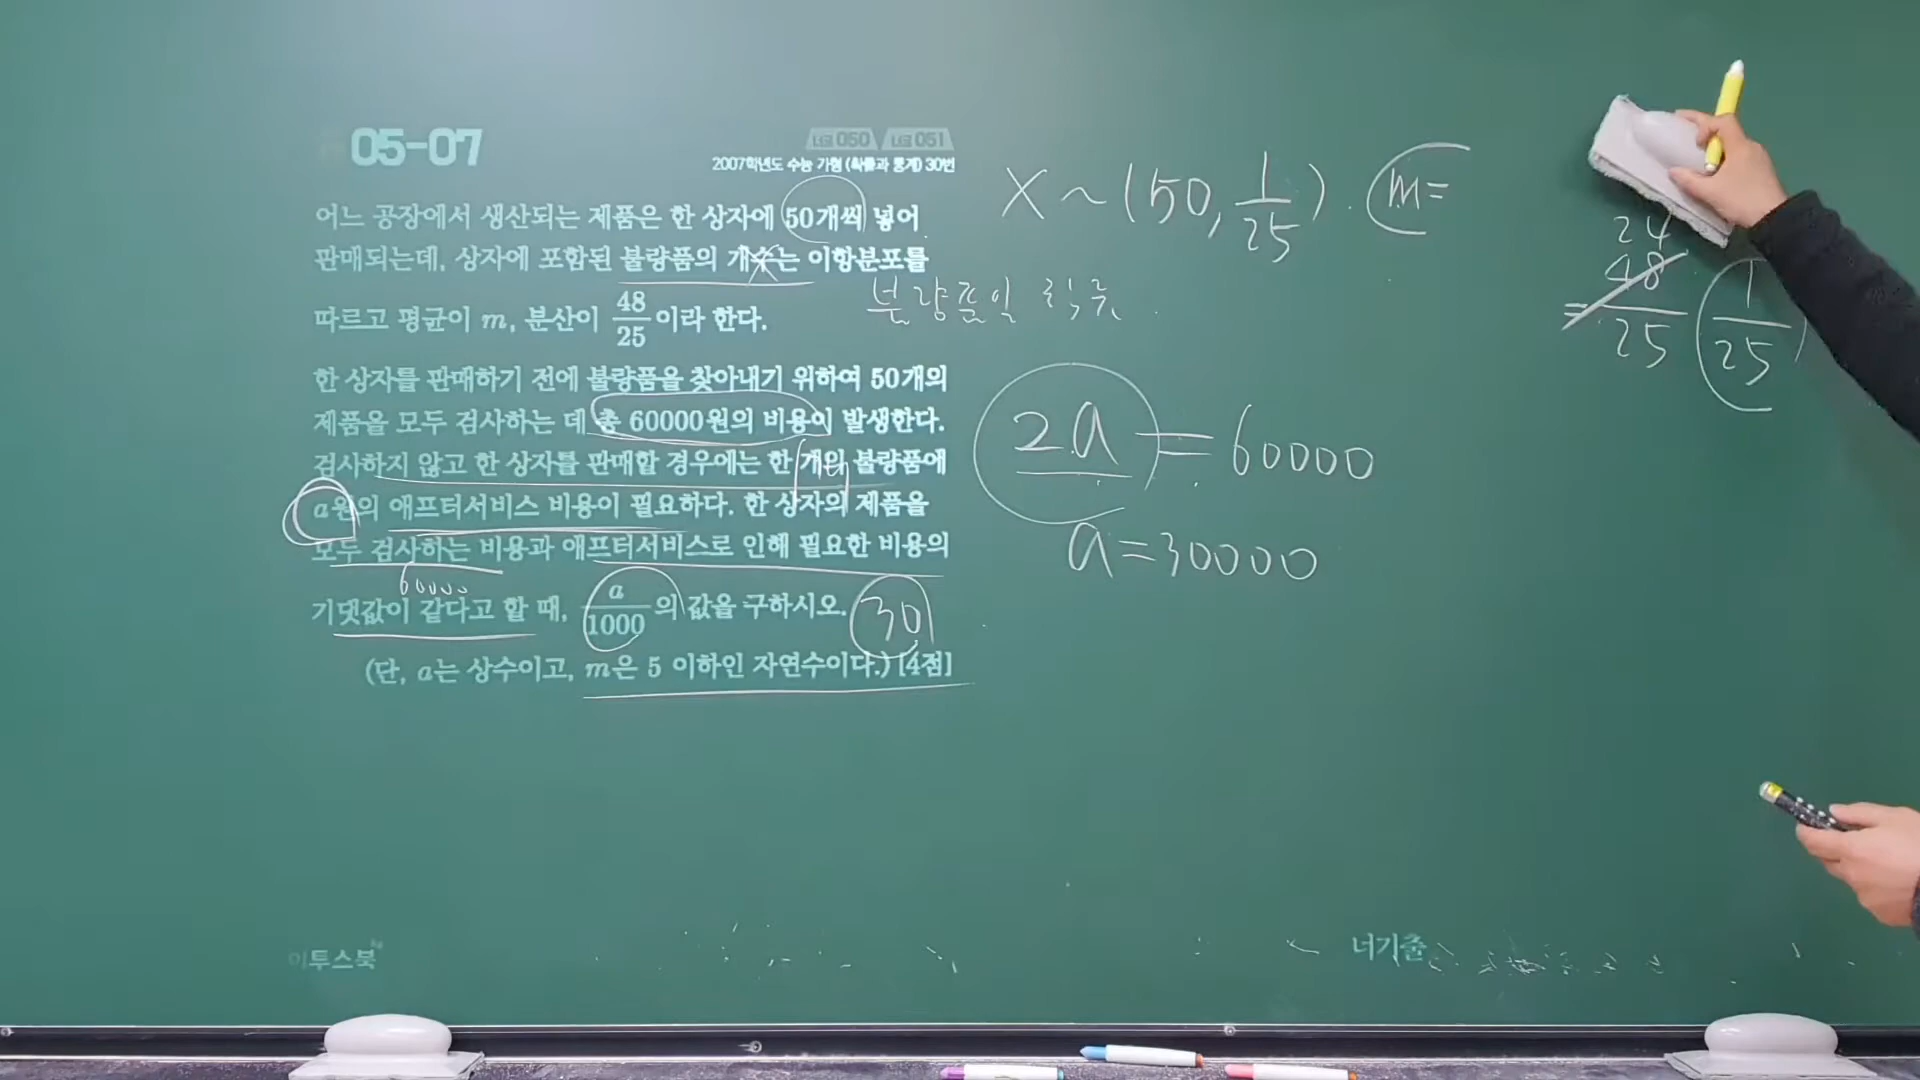 05-07
너기출 050 너기출 051
2007학년도 수능 가형 (확률과 통계) 30번
어느 공장에서 생산되는 제품은 한 상자에 50개씩 넣어
판매되는데, 상자에 포함된 불량품의 개수는 이항분포를
X
따르고 평균이 m, 분산이 48/25이라 한다.
한 상자를 판매하기 전에 불량품을 찾아내기 위하여 50개의
제품을 모두 검사하는 데 총 60000원의 비용이 발생한다.
검사하지 않고 한 상자를 판매할 경우에는 한 개의 불량품에
a원의 애프터서비스 비용이 필요하다. 한 상자의 제품을
모두 검사하는 비용과 애프터서비스로 인해 필요한 비용의
60000
기댓값이 같다고 할 때, a/1000의 값을 구하시오.
30
(단, a는 상수이고, m은 5 이하인 자연수이다.) [4점]
X ~ (50, 1/25). m=
불량품일 확률
2a = 60000
a=30000
24
= 48/25
1/25
이투스북
너기출